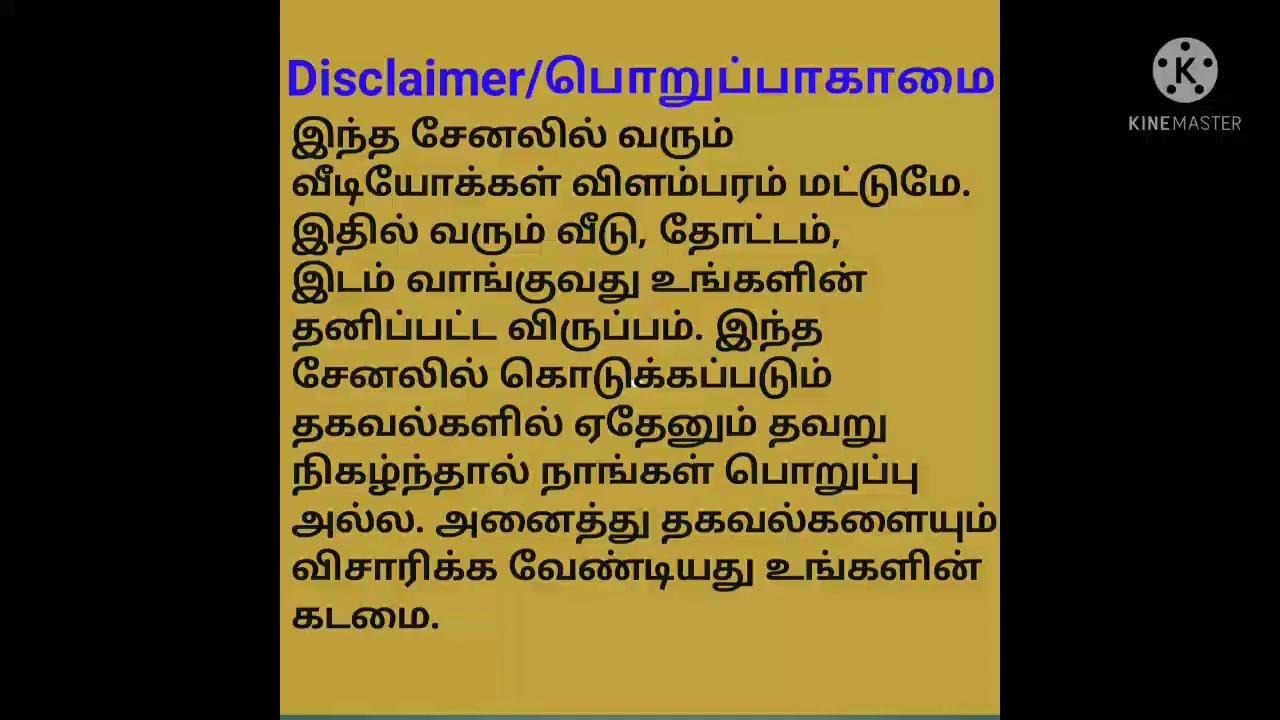 Disclaimer/பொறுப்பாகாமை
இந்த சேனலில் வரும்
வீடியோக்கள் விளம்பரம் மட்டுமே.
இதில் வரும் வீடு, தோட்டம்,
இடம் வாங்குவது உங்களின்
தனிப்பட்ட விருப்பம். இந்த
சேனலில் கொடுக்கப்படும்
தகவல்களில் ஏதேனும் தவறு
நிகழ்ந்தால் நாங்கள் பொறுப்பு
அல்ல. அனைத்து தகவல்களையும்
விசாரிக்க வேண்டியது உங்களின்
கடமை.
K
KINEMASTER